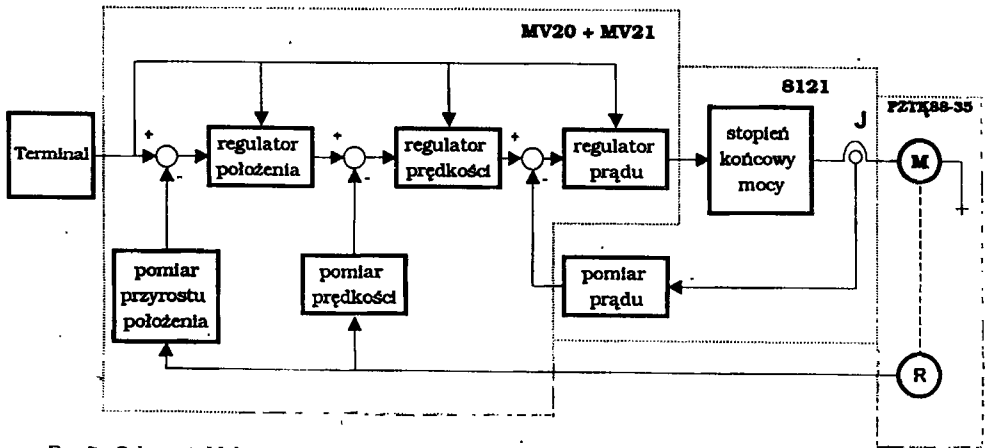 MV20 + MV21
8121
PZTK88-35
Terminal
+
-
regulator
położenia
+
-
regulator
prędkości
+
-
regulator
prądu
stopień
końcowy
mocy
J
M
pomiar
przyrostu
położenia
pomiar
prędkości
pomiar
prądu
R